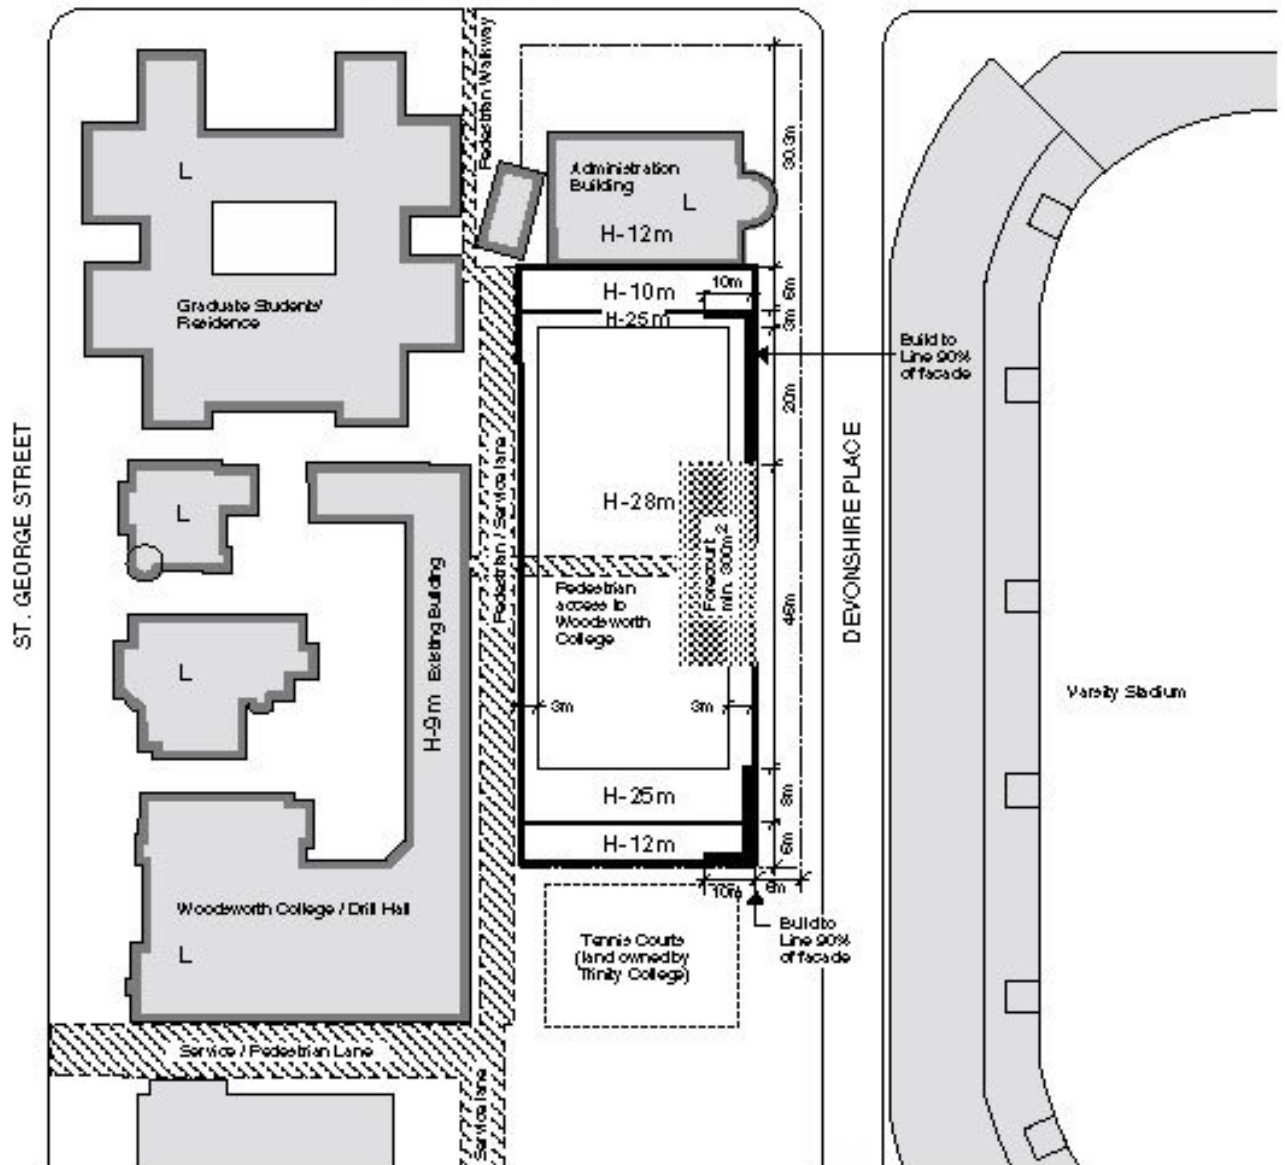 Pedestrian Walkway
30.3m
Administration
Building
L
H-12m
L
10m
H-10m
6m
Graduate Students'
Residence
H-25m
3m
Build to
Line 90%
of facade
20m
ST. GEORGE STREET
DEVONSHIRE PLACE
Pedestrian / Service lane
L
H-28m
Forecourt
min. 300m2
Pedestrian
access to
Woodsworth
College
46m
H-9m Existing Building
L
Varsity Stadium
3m
3m
H-25m
H-12m
6m
10m
Woodsworth College / Drill Hall
L
Build to
Line 90%
of facade
Tennis Courts
(land owned by
Trinity College)
Service / Pedestrian Lane
Service lane